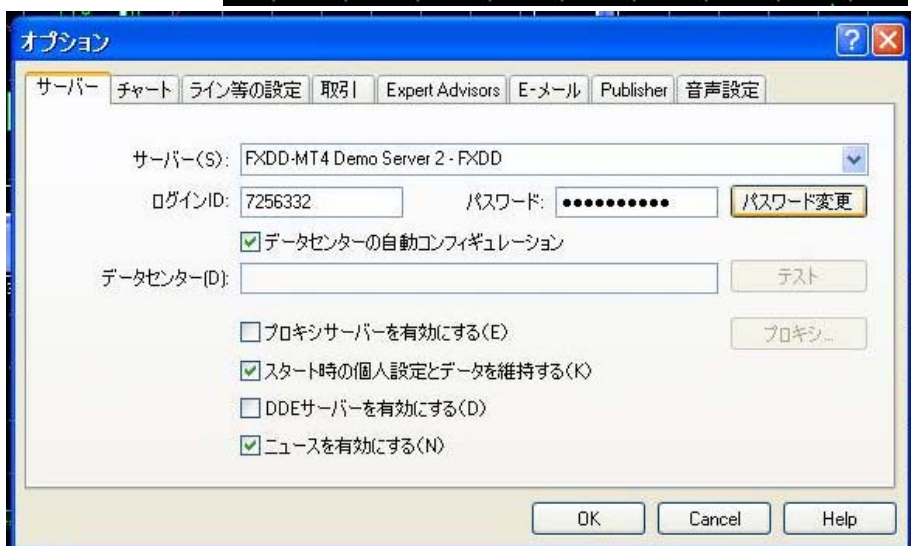 オプション
サーバー チャート ライン等の設定 取引 Expert Advisors E-メール Publisher 音声設定
サーバー(S): FXDD-MT4 Demo Server 2 - FXDD
ログインID: 7256332 パスワード: ●●●●●●●●●● パスワード変更
データセンターの自動コンフィギュレーション
データセンター(D): テスト
プロキシサーバーを有効にする(E) プロキシ...
スタート時の個人設定とデータを維持する(K)
DDEサーバーを有効にする(D)
ニュースを有効にする(N)
OK Cancel Help